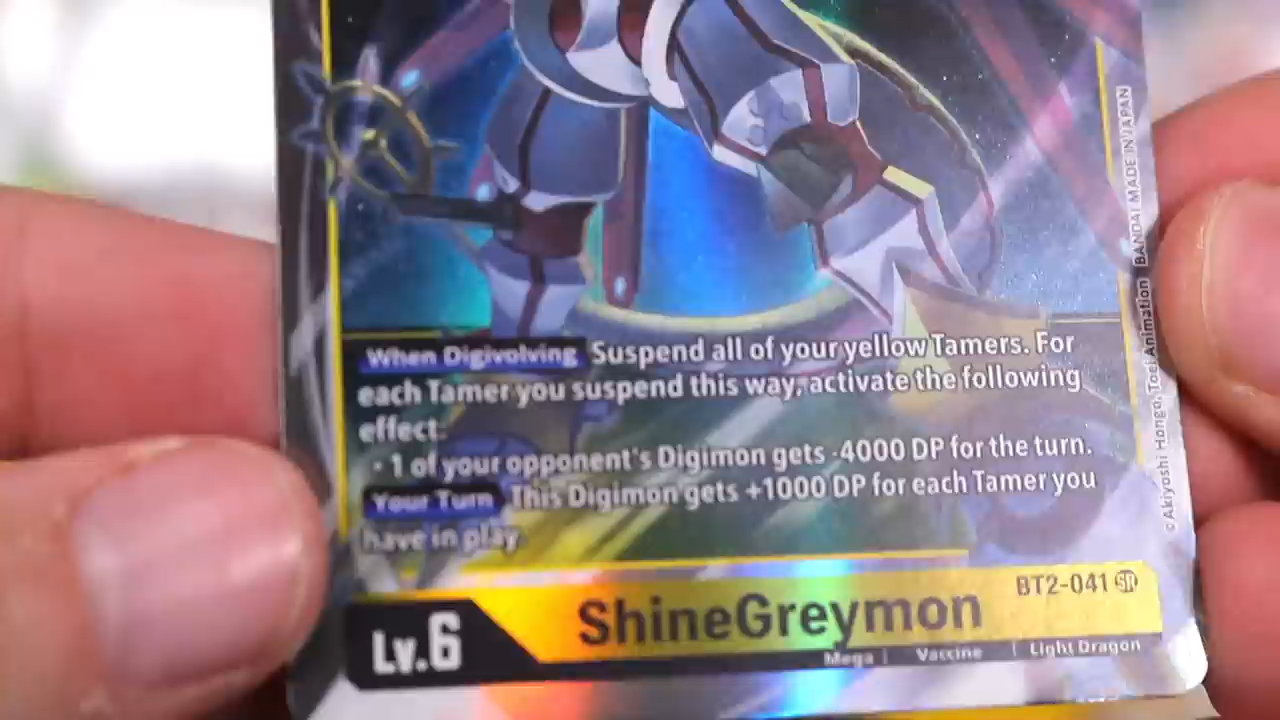 When Digivolving Suspend all of your yellow Tamers. For
each Tamer you suspend this way, activate the following
effect:
· 1 of your opponent's Digimon gets -4000 DP for the turn.
Your Turn This Digimon gets +1000 DP for each Tamer you
have in play.
BT2-041 SR
Lv.6 ShineGreymon
Mega | Vaccine | Light Dragon
©Akiyoshi Hongo, Toei Animation BANDAI MADE IN JAPAN